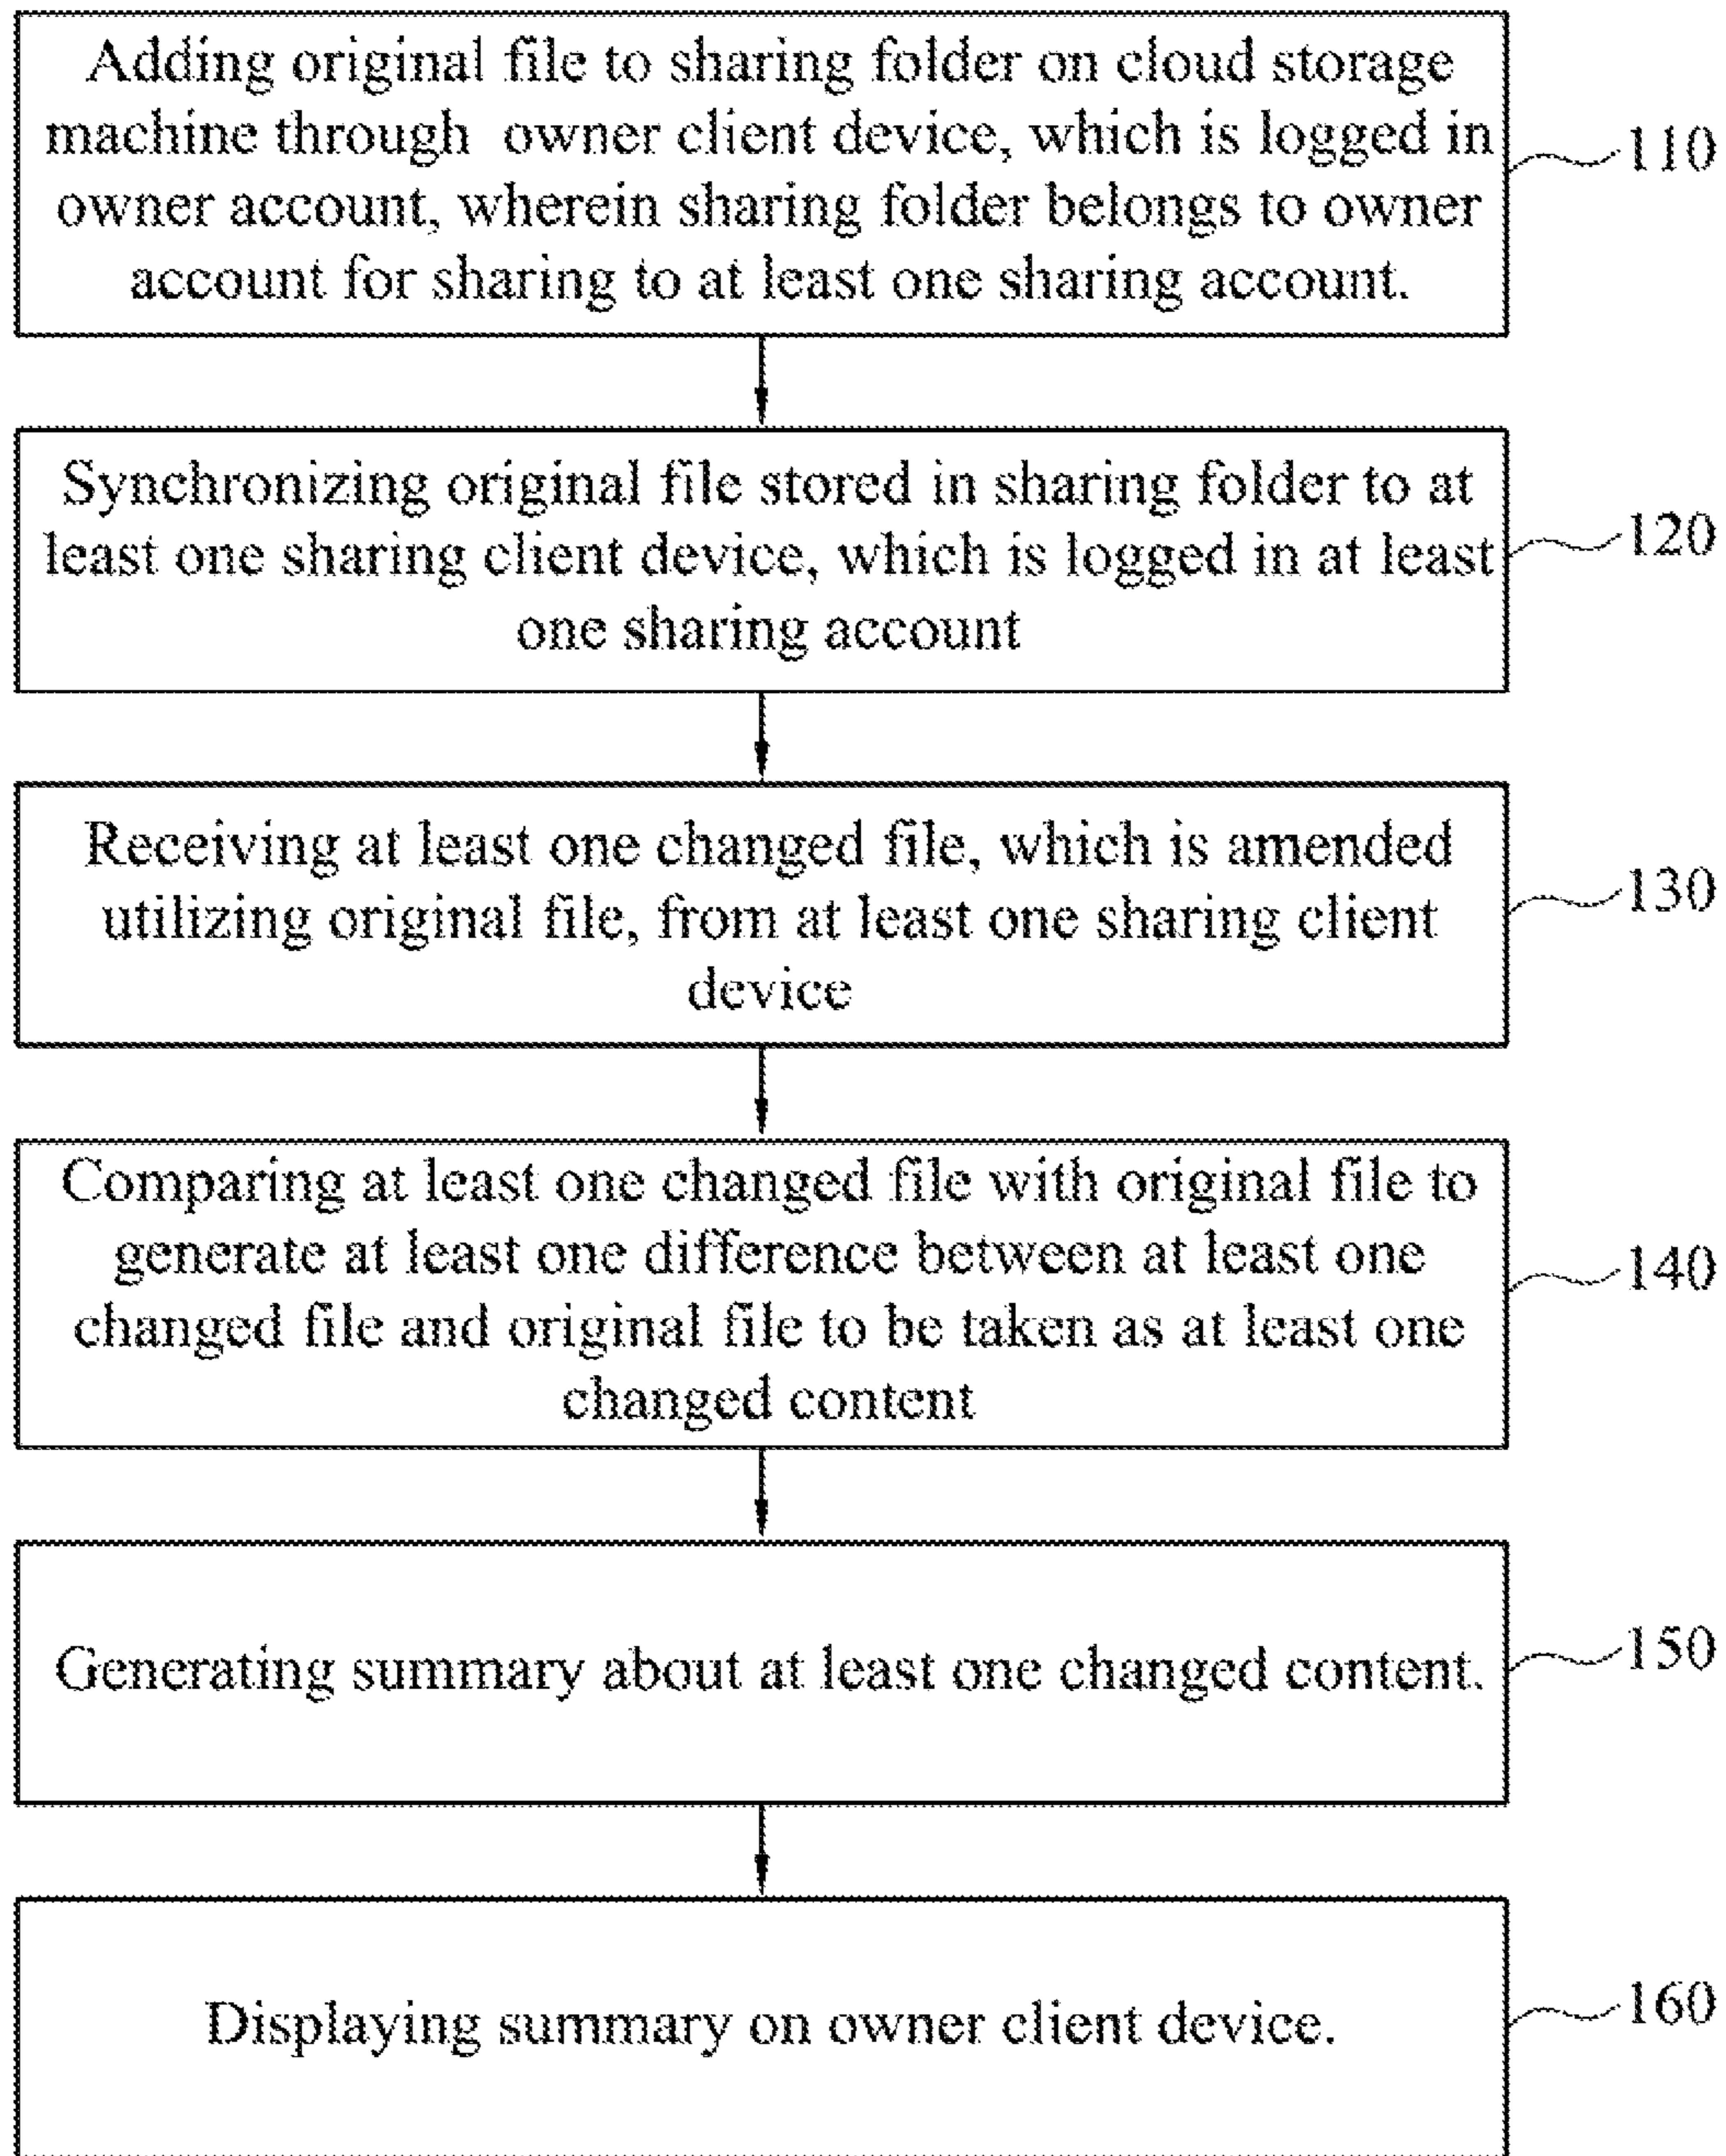 Adding original file to sharing folder on cloud storage
machine through owner client device, which is logged in
owner account, wherein sharing folder belongs to owner
account for sharing to at least one sharing account.
110
Synchronizing original file stored in sharing folder to at
least one sharing client device, which is logged in at least
one sharing account
120
Receiving at least one changed file, which is amended
utilizing original file, from at least one sharing client
device
130
Comparing at least one changed file with original file to
generate at least one difference between at least one
changed file and original file to be taken as at least one
changed content
140
Generating summary about at least one changed content.
150
Displaying summary on owner client device.
160